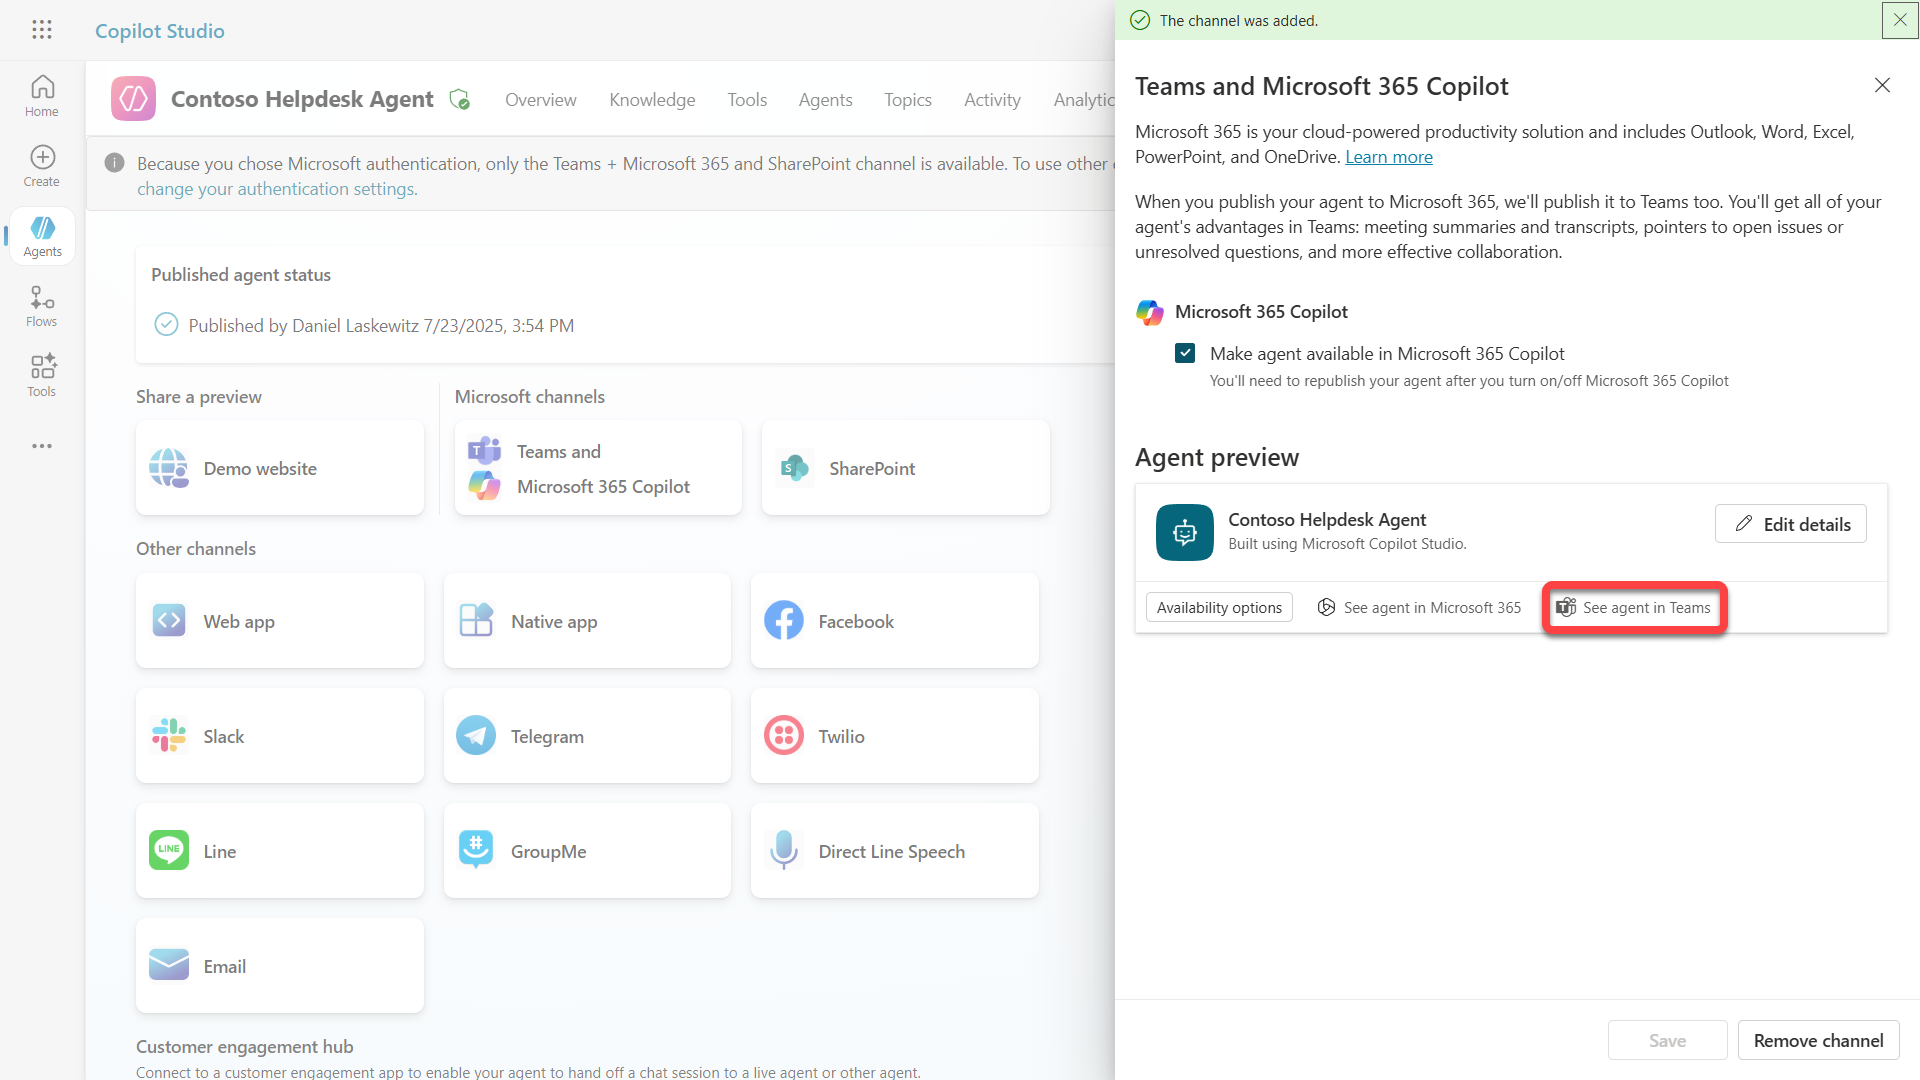 Copilot Studio
Home
Create
Agents
Flows
Tools
Contoso Helpdesk Agent
Overview
Knowledge
Tools
Agents
Topics
Activity
Analytic
Because you chose Microsoft authentication, only the Teams + Microsoft 365 and SharePoint channel is available. To use other
change your authentication settings.
Published agent status
Published by Daniel Laskewitz 7/23/2025, 3:54 PM
Share a preview
Microsoft channels
Demo website
Teams and
Microsoft 365 Copilot
SharePoint
Other channels
Web app
Native app
Facebook
Slack
Telegram
Twilio
LINE
Line
GroupMe
Direct Line Speech
Email
Customer engagement hub
Connect to a customer engagement app to enable your agent to hand off a chat session to a live agent or other agent.
The channel was added.
Teams and Microsoft 365 Copilot
Microsoft 365 is your cloud-powered productivity solution and includes Outlook, Word, Excel,
PowerPoint, and OneDrive. Learn more
When you publish your agent to Microsoft 365, we'll publish it to Teams too. You'll get all of your
agent's advantages in Teams: meeting summaries and transcripts, pointers to open issues or
unresolved questions, and more effective collaboration.
Microsoft 365 Copilot
Make agent available in Microsoft 365 Copilot
You'll need to republish your agent after you turn on/off Microsoft 365 Copilot
Agent preview
Contoso Helpdesk Agent
Built using Microsoft Copilot Studio.
Edit details
Availability options
See agent in Microsoft 365
See agent in Teams
Save
Remove channel